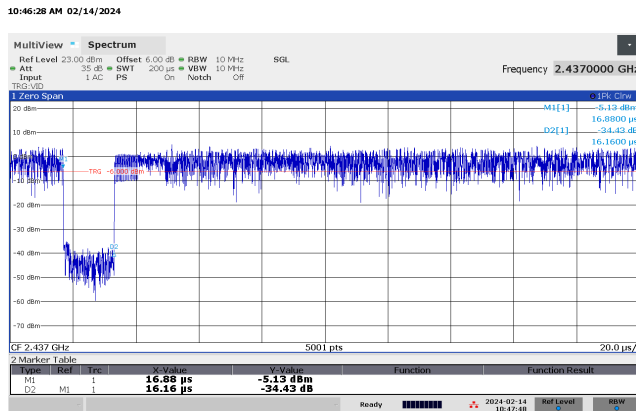 10:46:28 AM 02/14/2024
MultiView Spectrum
Ref Level 23.00 dBm Offset 6.00 dB RBW 10 MHz SGL
Att 35 dB SWT 200 µs VBW 10 MHz
Input 1 AC PS On Notch Off
TRG:VID
Frequency 2.4370000 GHz
1 Zero Span
1Pk Clrw
M1[1] -5.13 dBm
16.8800 µs
D2[1] -34.43 dB
16.1600 µs
20 dBm
10 dBm
M1
TRG -6.000 dBm
-10 dBm
-20 dBm
-30 dBm
D2
-40 dBm
-50 dBm
-60 dBm
-70 dBm
CF 2.437 GHz 5001 pts 20.0 µs/
2 Marker Table
Type Ref Trc X-Value Y-Value Function Function Result
M1 1 16.88 µs -5.13 dBm
D2 M1 1 16.16 µs -34.43 dB
Ready 2024-02-14 Ref Level RBW
10:47:48